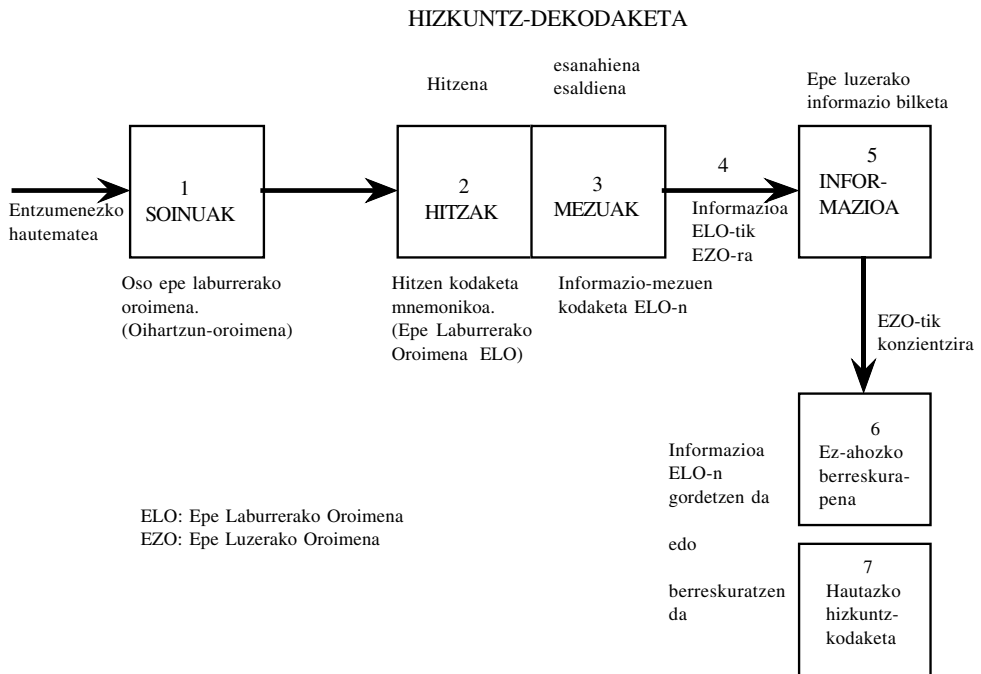 HIZKUNTZ-DEKODAKETA
Hitzena
esanahiena
esaldiena
Epe luzerako
informazio bilketa
Entzumenezko
hautematea
1
SOINUAK
2
HITZAK
3
MEZUAK
4
Informazioa
ELO-tik
EZO-ra
5
INFOR-
MAZIOA
Oso epe laburrerako
oroimena.
(Oihartzun-oroimena)
Hitzen kodaketa
mnemonikoa.
(Epe Laburrerako
Oroimena ELO)
Informazio-mezuen
kodaketa ELO-n
EZO-tik
konzientzira
Informazioa
ELO-n
gordetzen da
edo
berreskuratzen
da
6
Ez-ahozko
berreskura-
pena
7
Hautazko
hizkuntz-
kodaketa
ELO: Epe Laburrerako Oroimena
EZO: Epe Luzerako Oroimena